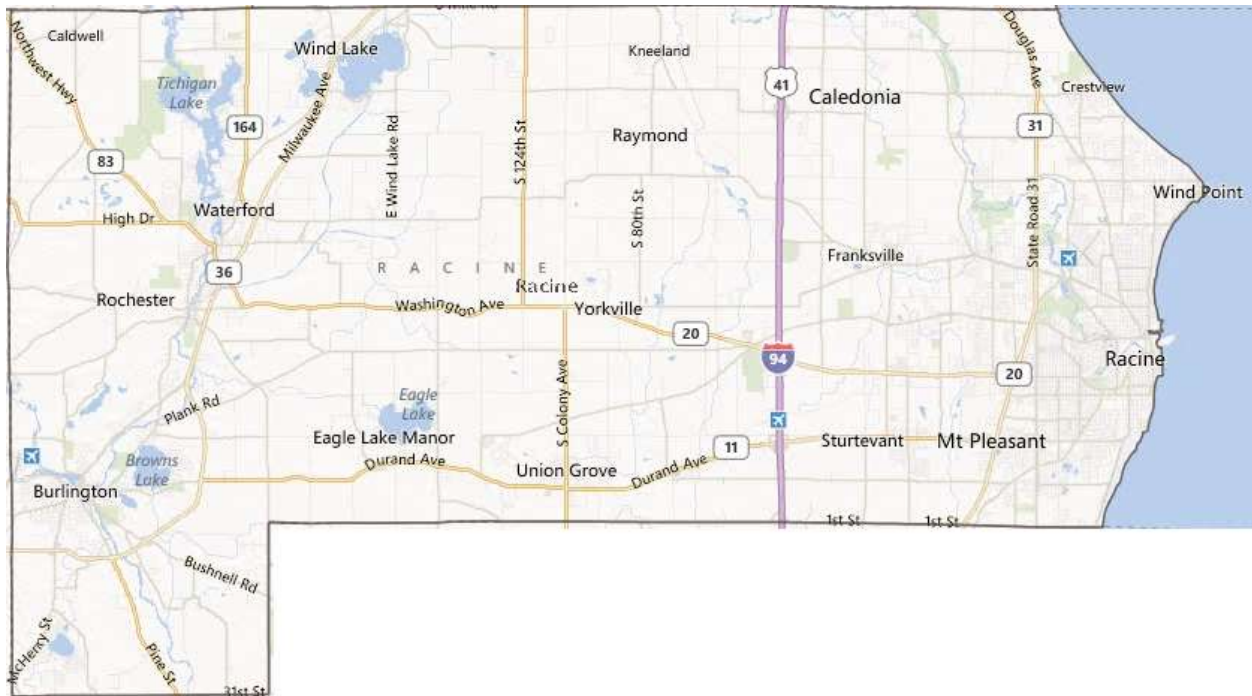 Northwest Hwy
Caldwell
Wind Lake
Kneeland
Douglas Ave
Tichigan
Lake
41
Caledonia
Crestview
164
Milwaukee Ave
31
Raymond
83
S 124th St
E Wind Lake Rd
Wind Point
Waterford
High Dr
S 80th St
State Road 31
Franksville
36
RACINE
Racine
Rochester
Washington Ave
Yorkville
20
94
Racine
20
S Colony Ave
Eagle
Lake
Plank Rd
Eagle Lake Manor
11
Sturtevant
Mt Pleasant
Browns
Lake
Durand Ave
Union Grove
Durand Ave
Burlington
1st St
1st St
Bushnell Rd
McHerry St
Pine St
31st St